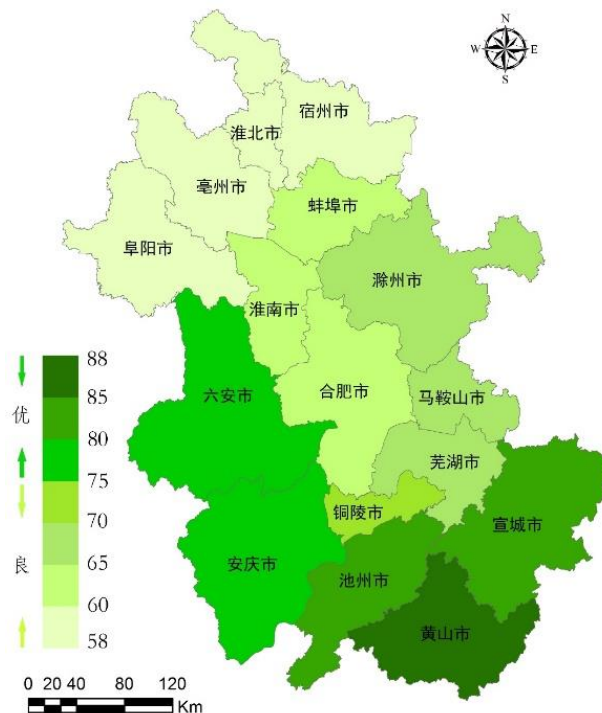 N
W E
S
宿州市
淮北市
亳州市
蚌埠市
阜阳市
滁州市
淮南市
六安市
合肥市
马鞍山市
芜湖市
铜陵市
宣城市
安庆市
池州市
黄山市
88
85
优
80
75
70
良
65
60
58
0 20 40 80 120
Km